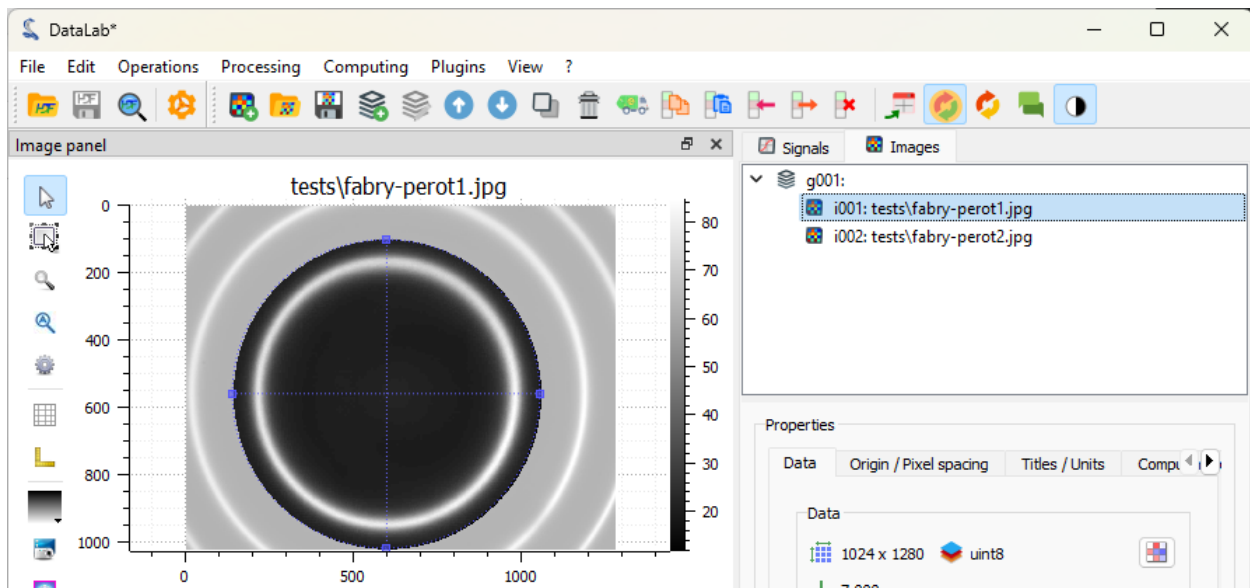 DataLab*
File Edit Operations Processing Computing Plugins View ?
Image panel
Signals Images
tests\fabry-perot1.jpg
g001:
i001: tests\fabry-perot1.jpg
i002: tests\fabry-perot2.jpg
0
200
400
600
800
1000
0 500 1000
80
70
60
50
40
30
20
Properties
Data Origin / Pixel spacing Titles / Units
Data
1024 x 1280 uint8